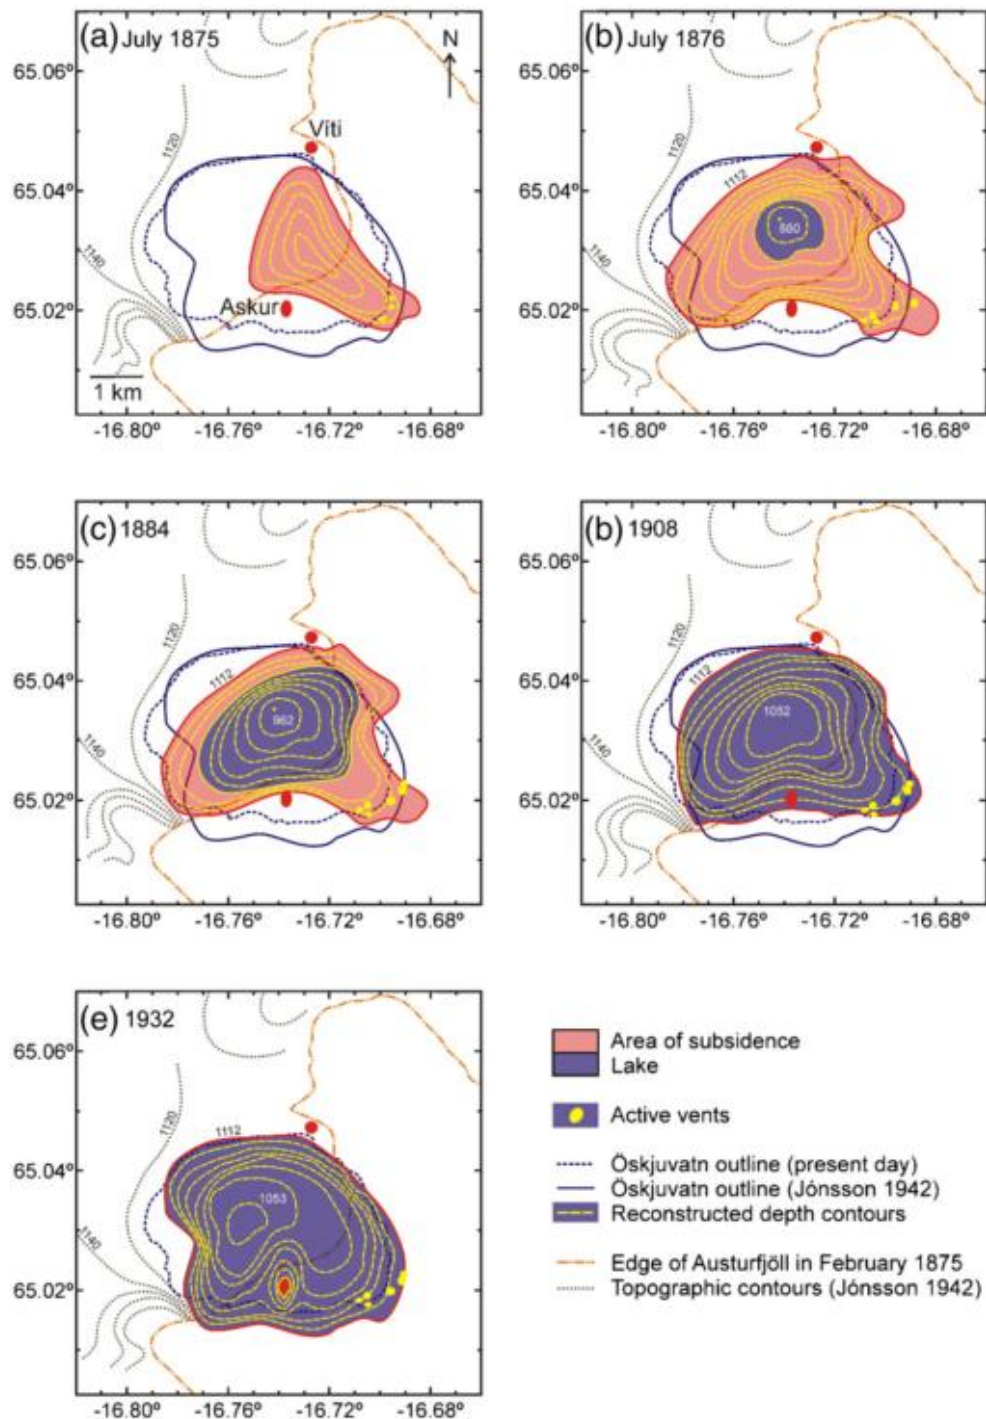 (a) July 1875
N
Víti
1120
1140
Askur
1 km
65.06°
65.04°
65.02°
-16.80° -16.76° -16.72° -16.68°
(b) July 1876
1120
1112
1140
880
65.06°
65.04°
65.02°
-16.80° -16.76° -16.72° -16.68°
(c) 1884
1120
1112
1140
962
65.06°
65.04°
65.02°
-16.80° -16.76° -16.72° -16.68°
(b) 1908
1120
1112
1140
1052
65.06°
65.04°
65.02°
-16.80° -16.76° -16.72° -16.68°
(e) 1932
1120
1112
1140
1053
65.06°
65.04°
65.02°
-16.80° -16.76° -16.72° -16.68°
Area of subsidence
Lake
Active vents
Öskjuvatn outline (present day)
Öskjuvatn outline (Jónsson 1942)
Reconstructed depth contours
Edge of Austurfjöll in February 1875
Topographic contours (Jónsson 1942)